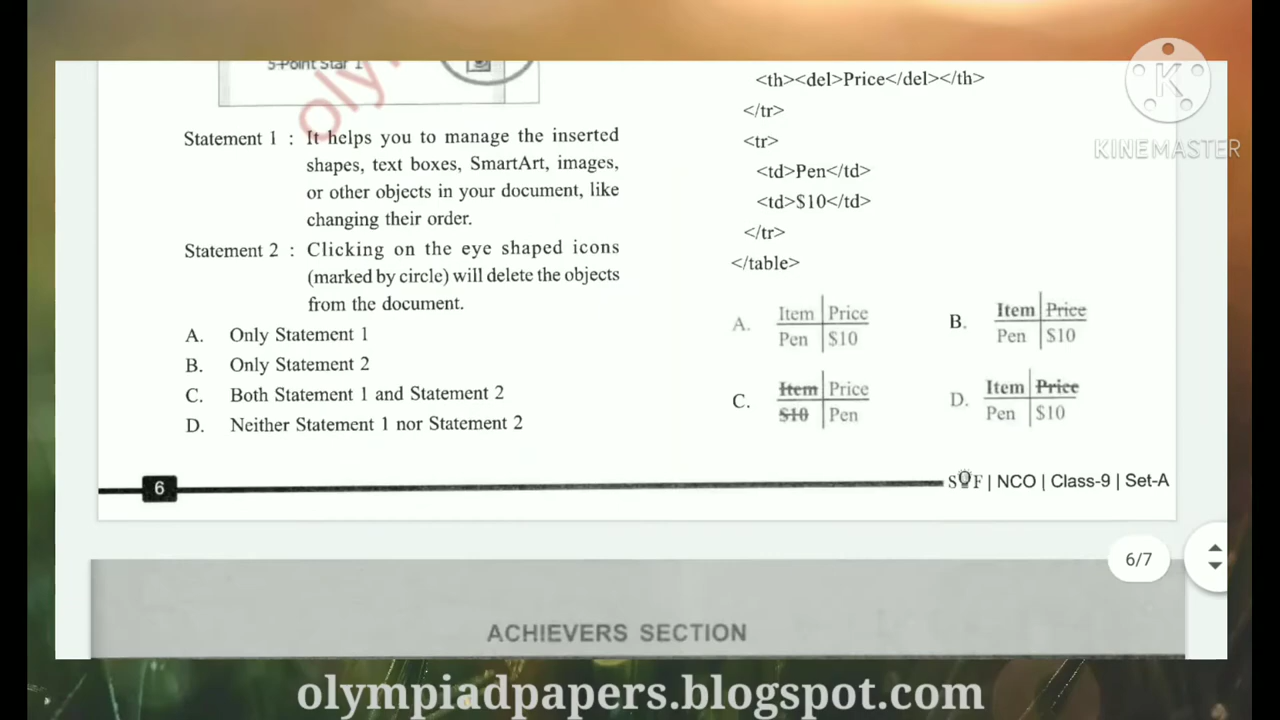 5-Point Star 1
Statement 1 : It helps you to manage the inserted
shapes, text boxes, SmartArt, images,
or other objects in your document, like
changing their order.
Statement 2 : Clicking on the eye shaped icons
(marked by circle) will delete the objects
from the document.
A. Only Statement 1
B. Only Statement 2
C. Both Statement 1 and Statement 2
D. Neither Statement 1 nor Statement 2
<th><del>Price</del></th>
</tr>
<tr>
<td>Pen</td>
<td>$10</td>
</tr>
</table>
A. Item Price
Pen $10
B. Item Price
Pen $10
C. Item Price
$10 Pen
D. Item Price
Pen $10
6
SOF | NCO | Class-9 | Set-A
6/7
ACHIEVERS SECTION
K
KINEMASTER
oly
olympiadpapers.blogspot.com